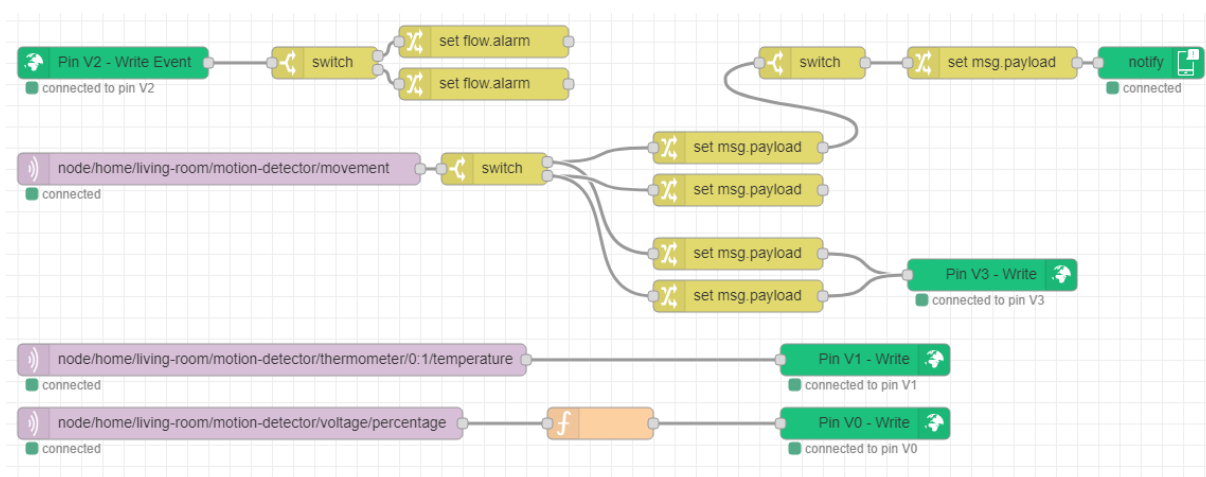 set flow.alarm
Pin V2 - Write Event
switch
switch
set msg.payload
notify
connected to pin V2
set flow.alarm
connected
set msg.payload
node/home/living-room/motion-detector/movement
switch
connected
set msg.payload
set msg.payload
Pin V3 - Write
set msg.payload
connected to pin V3
node/home/living-room/motion-detector/thermometer/0:1/temperature
Pin V1 - Write
connected
connected to pin V1
node/home/living-room/motion-detector/voltage/percentage
f
Pin V0 - Write
connected
connected to pin V0